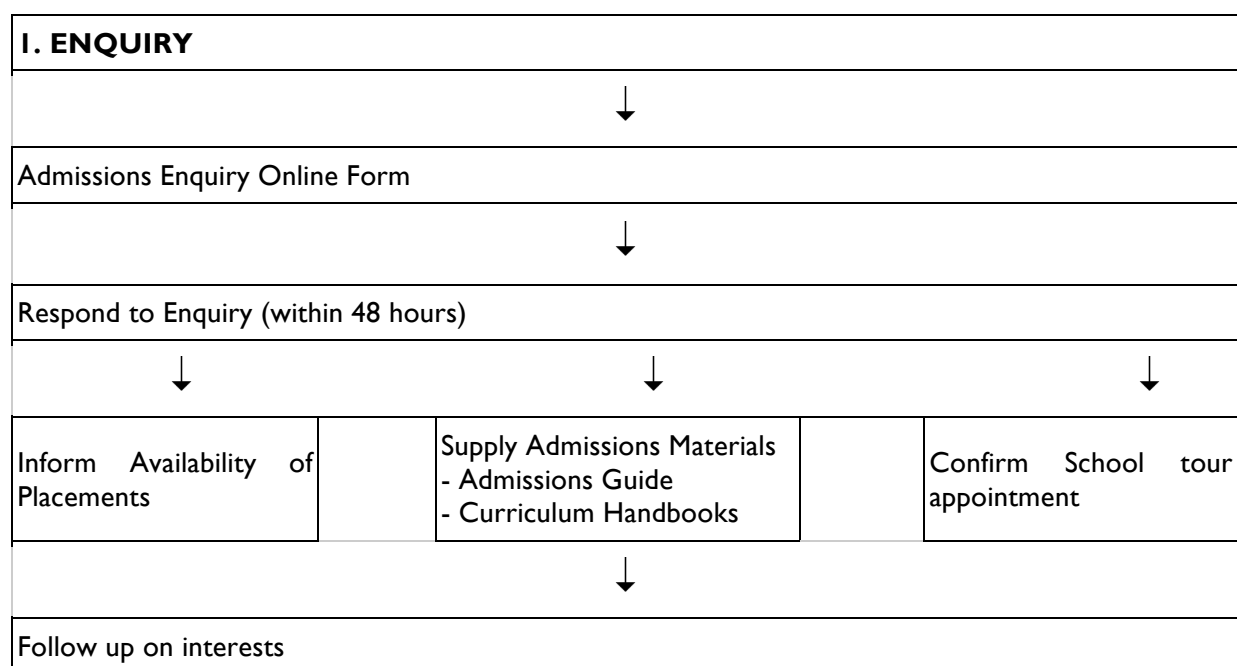 1. ENQUIRY
Admissions Enquiry Online Form
Respond to Enquiry (within 48 hours)
Inform Availability of
Placements
Supply Admissions Materials
- Admissions Guide
- Curriculum Handbooks
Confirm School tour
appointment
Follow up on interests